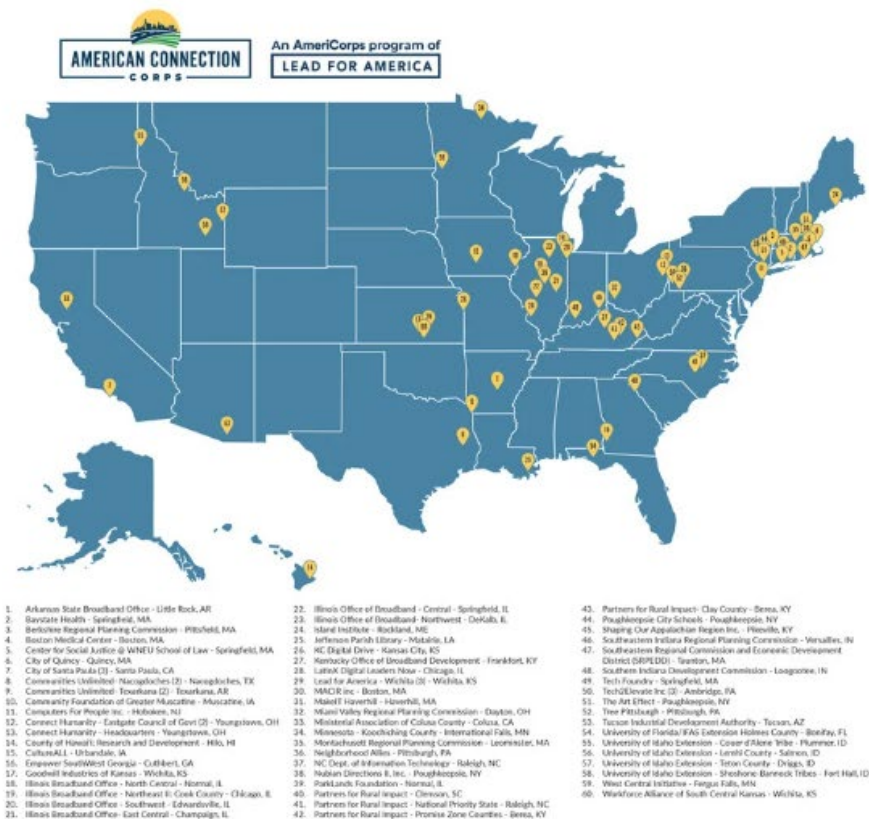 AMERICAN CONNECTION
CORPS
An AmeriCorps program of
LEAD FOR AMERICA
1. Arkansas State Broadband Office - Little Rock, AR
2. Baystate Health - Springfield, MA
3. Berkshire Regional Planning Commission - Pittsfield, MA
4. Boston Medical Center - Boston, MA
5. Center for Social Justice @ WNEU School of Law - Springfield, MA
6. City of Quincy - Quincy, MA
7. City of Santa Paula (3) - Santa Paula, CA
8. Communities Unlimited- Nacogdoches (2) - Nacogdoches, TX
9. Communities Unlimited- Texarkana (2) - Texarkana, AR
10. Community Foundation of Greater Muscatine - Muscatine, IA
11. Computers For People Inc. - Hoboken, NJ
12. Connect Humanity - Eastgate Council of Govt (2) - Youngstown, OH
13. Connect Humanity - Headquarters - Youngstown, OH
14. County of Hawai'i: Research and Development - Hilo, HI
15. CultureALL - Urbandale, IA
16. Empower SouthWest Georgia - Cuthbert, GA
17. Goodwill Industries of Kansas - Wichita, KS
18. Illinois Broadband Office - North Central - Normal, IL
19. Illinois Broadband Office - Northeast II: Cook County - Chicago, IL
20. Illinois Broadband Office - Southwest - Edwardsville, IL
21. Illinois Broadband Office- East Central - Champaign, IL
22. Illinois Office of Broadband - Central - Springfield, IL
23. Illinois Office of Broadband- Northwest - DeKalb, IL
24. Island Institute - Rockland, ME
25. Jefferson Parish Library - Matairie, LA
26. KC Digital Drive - Kansas City, KS
27. Kentucky Office of Broadband Development - Frankfort, KY
28. LatinX Digital Leaders Now - Chicago, IL
29. Lead for America - Wichita (3) - Wichita, KS
30. MACIR inc - Boston, MA
31. MakeIT Haverhill - Haverhill, MA
32. Miami Valley Regional Planning Commission - Dayton, OH
33. Ministerial Association of Colusa County - Colusa, CA
34. Minnesota - Koochiching County - International Falls, MN
35. Montachusett Regional Planning Commission - Leominster, MA
36. Neighborhood Allies - Pittsburgh, PA
37. NC Dept. of Information Technology - Raleigh, NC
38. Nubian Directions II, Inc. - Poughkeepsie, NY
39. ParkLands Foundation - Normal, IL
40. Partners for Rural Impact - Clemson, SC
41. Partners for Rural Impact - National Priority State - Raleigh, NC
42. Partners for Rural Impact - Promise Zone Counties - Berea, KY
43. Partners for Rural Impact- Clay County - Berea, KY
44. Poughkeepsie City Schools - Poughkeepsie, NY
45. Shaping Our Appalachian Region Inc. - Pikeville, KY
46. Southeastern Indiana Regional Planning Commission - Versailles, IN
47. Southeastern Regional Commission and Economic Development
District (SRPEDD) - Taunton, MA
48. Southern Indiana Development Commission - Loogootee, IN
49. Tech Foundry - Springfield, MA
50. Tech2Elevate Inc (3) - Ambridge, PA
51. The Art Effect - Poughkeepsie, NY
52. Tree Pittsburgh - Pittsburgh, PA
53. Tucson Industrial Development Authority - Tucson, AZ
54. University of Florida/IFAS Extension Holmes County - Bonifay, FL
55. University of Idaho Extension - Coeur d'Alene Tribe - Plummer, ID
56. University of Idaho Extension - Lemhi County - Salmon, ID
57. University of Idaho Extension - Teton County - Driggs, ID
58. University of Idaho Extension - Shoshone-Bannock Tribes - Fort Hall, ID
59. West Central Initiative - Fergus Falls, MN
60. Workforce Alliance of South Central Kansas - Wichita, KS